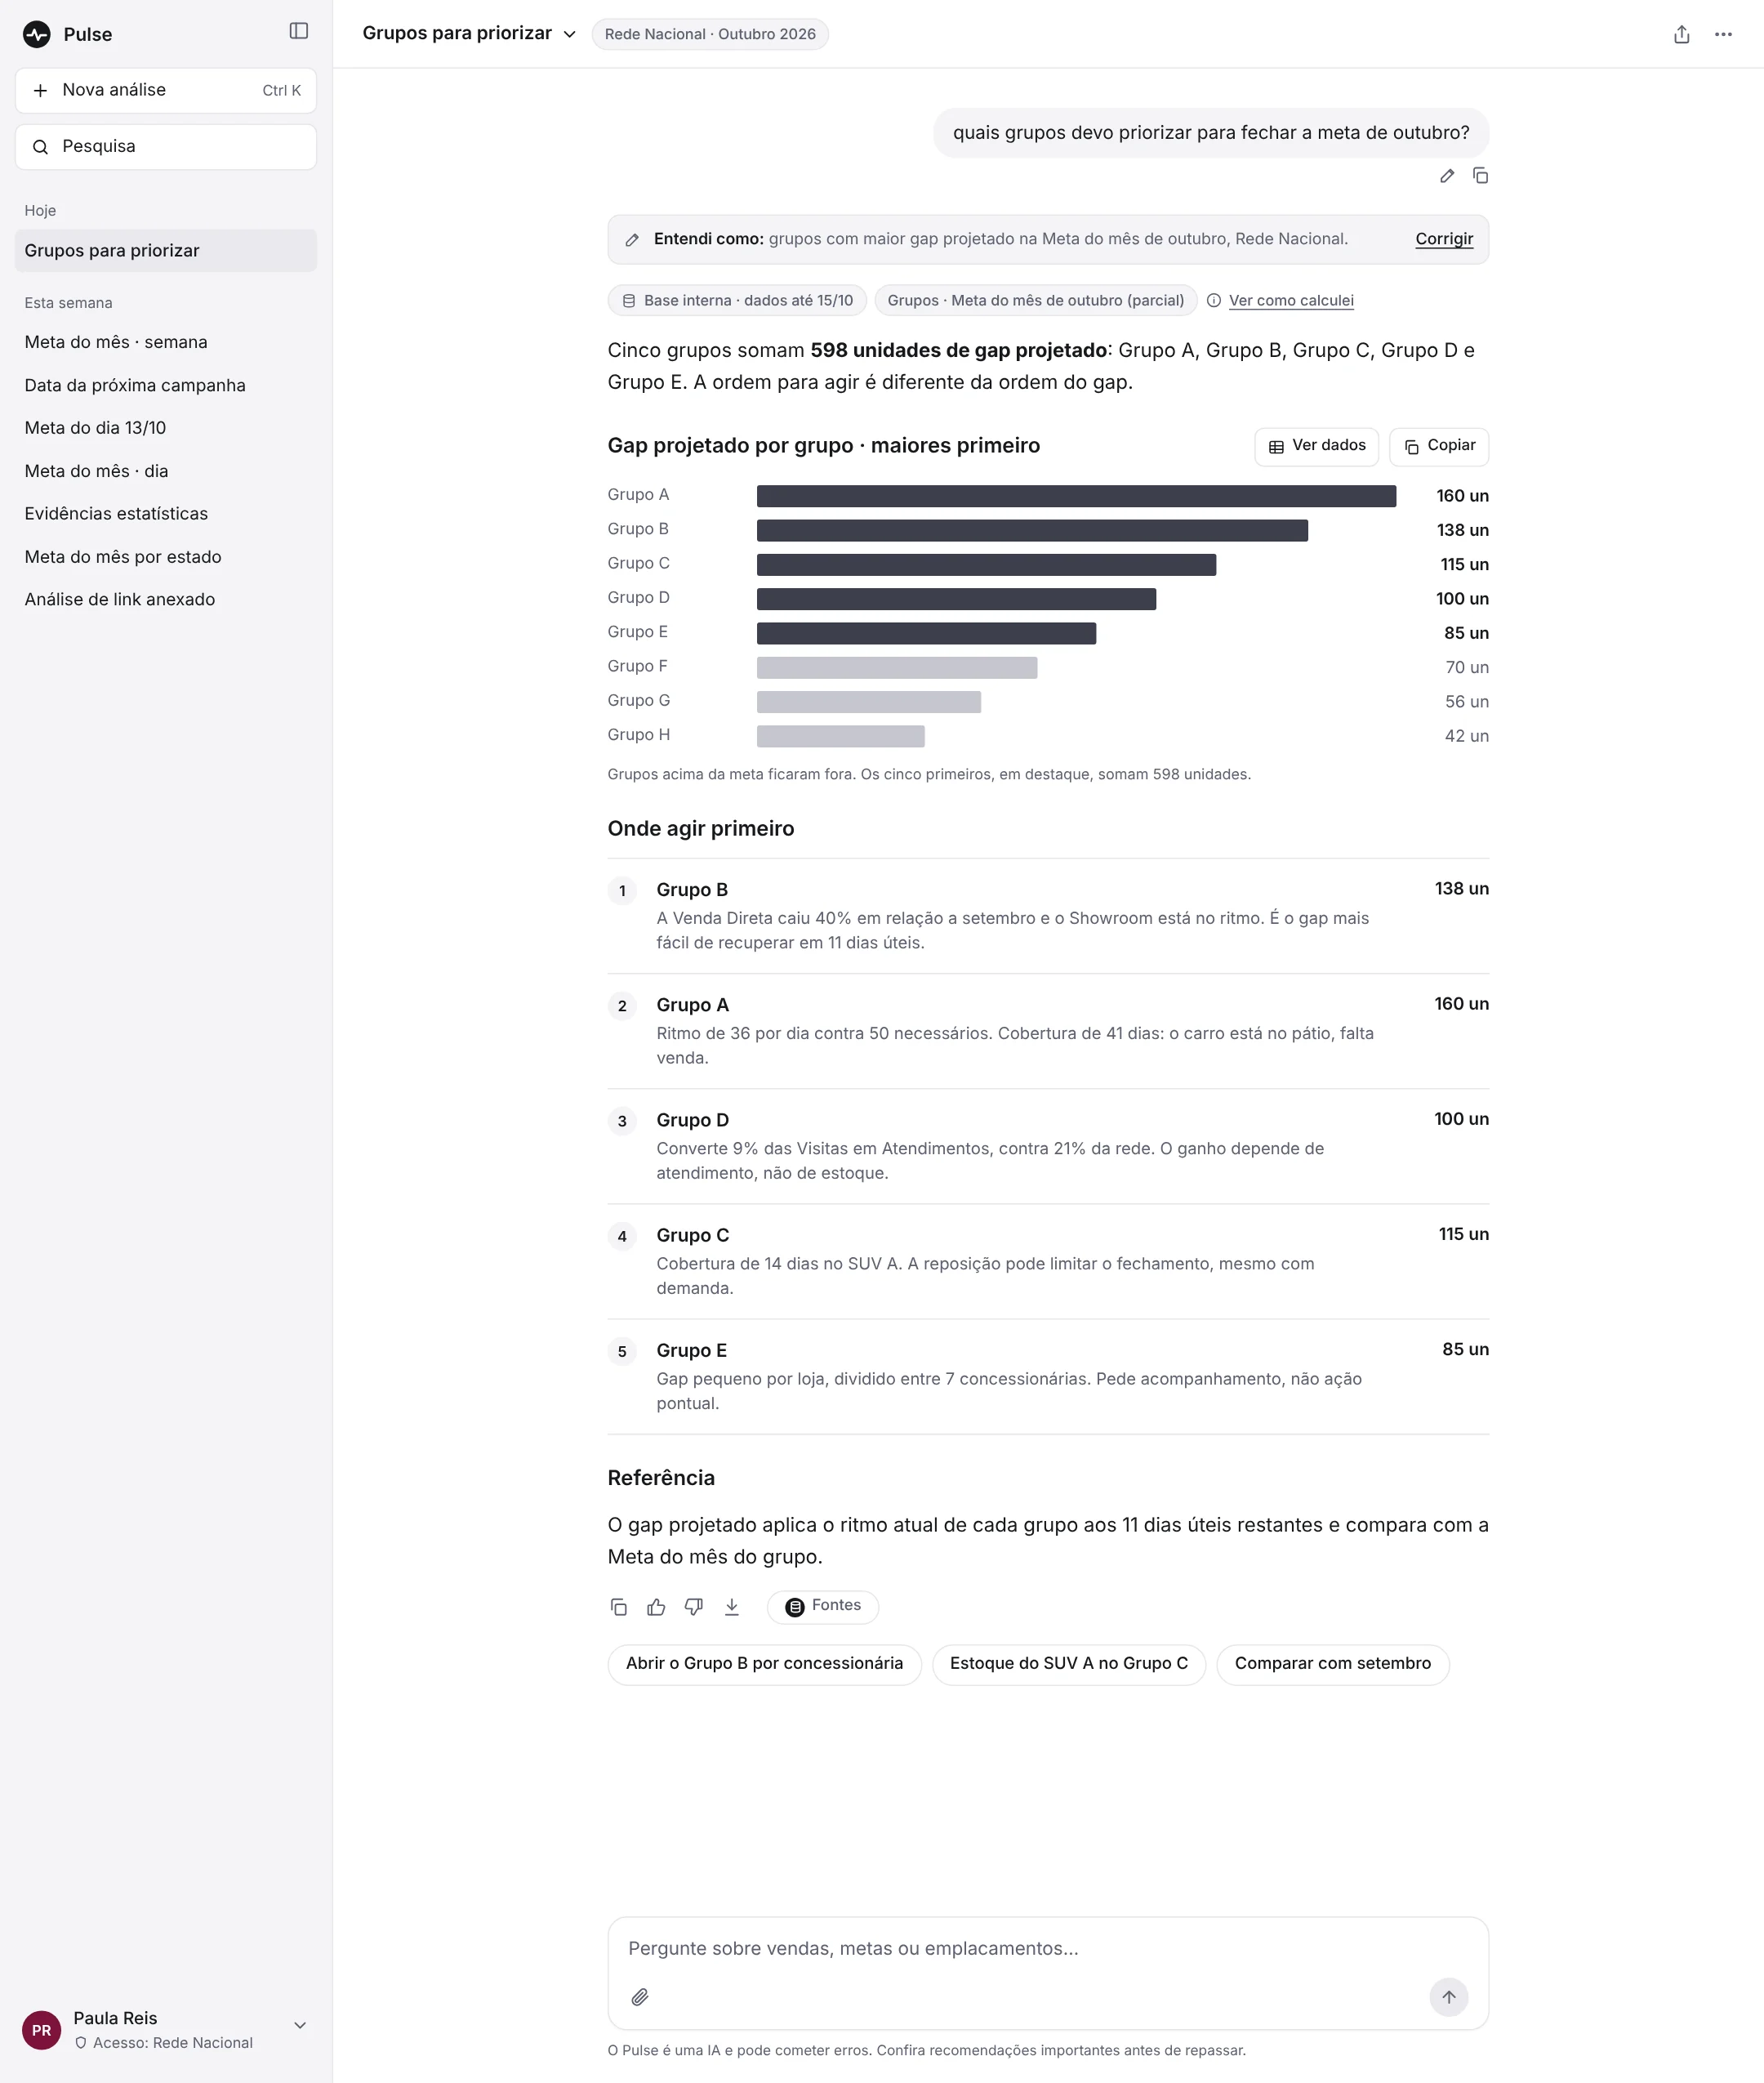 Pulse
Nova análise
Ctrl K
Pesquisa
Hoje
Grupos para priorizar
Esta semana
Meta do mês · semana
Data da próxima campanha
Meta do dia 13/10
Meta do mês · dia
Evidências estatísticas
Meta do mês por estado
Análise de link anexado
PR
Paula Reis
Acesso: Rede Nacional
Grupos para priorizar
Rede Nacional · Outubro 2026
quais grupos devo priorizar para fechar a meta de outubro?
Entendi como: grupos com maior gap projetado na Meta do mês de outubro, Rede Nacional.
Corrigir
Base interna · dados até 15/10
Grupos · Meta do mês de outubro (parcial)
Ver como calculei
Cinco grupos somam 598 unidades de gap projetado: Grupo A, Grupo B, Grupo C, Grupo D e
Grupo E. A ordem para agir é diferente da ordem do gap.
Gap projetado por grupo · maiores primeiro
Ver dados
Copiar
Grupo A 160 un
Grupo B 138 un
Grupo C 115 un
Grupo D 100 un
Grupo E 85 un
Grupo F 70 un
Grupo G 56 un
Grupo H 42 un
Grupos acima da meta ficaram fora. Os cinco primeiros, em destaque, somam 598 unidades.
Onde agir primeiro
1 Grupo B 138 un
A Venda Direta caiu 40% em relação a setembro e o Showroom está no ritmo. É o gap mais
fácil de recuperar em 11 dias úteis.
2 Grupo A 160 un
Ritmo de 36 por dia contra 50 necessários. Cobertura de 41 dias: o carro está no pátio, falta
venda.
3 Grupo D 100 un
Converte 9% das Visitas em Atendimentos, contra 21% da rede. O ganho depende de
atendimento, não de estoque.
4 Grupo C 115 un
Cobertura de 14 dias no SUV A. A reposição pode limitar o fechamento, mesmo com
demanda.
5 Grupo E 85 un
Gap pequeno por loja, dividido entre 7 concessionárias. Pede acompanhamento, não ação
pontual.
Referência
O gap projetado aplica o ritmo atual de cada grupo aos 11 dias úteis restantes e compara com a
Meta do mês do grupo.
Fontes
Abrir o Grupo B por concessionária
Estoque do SUV A no Grupo C
Comparar com setembro
Pergunte sobre vendas, metas ou emplacamentos...
O Pulse é uma IA e pode cometer erros. Confira recomendações importantes antes de repassar.